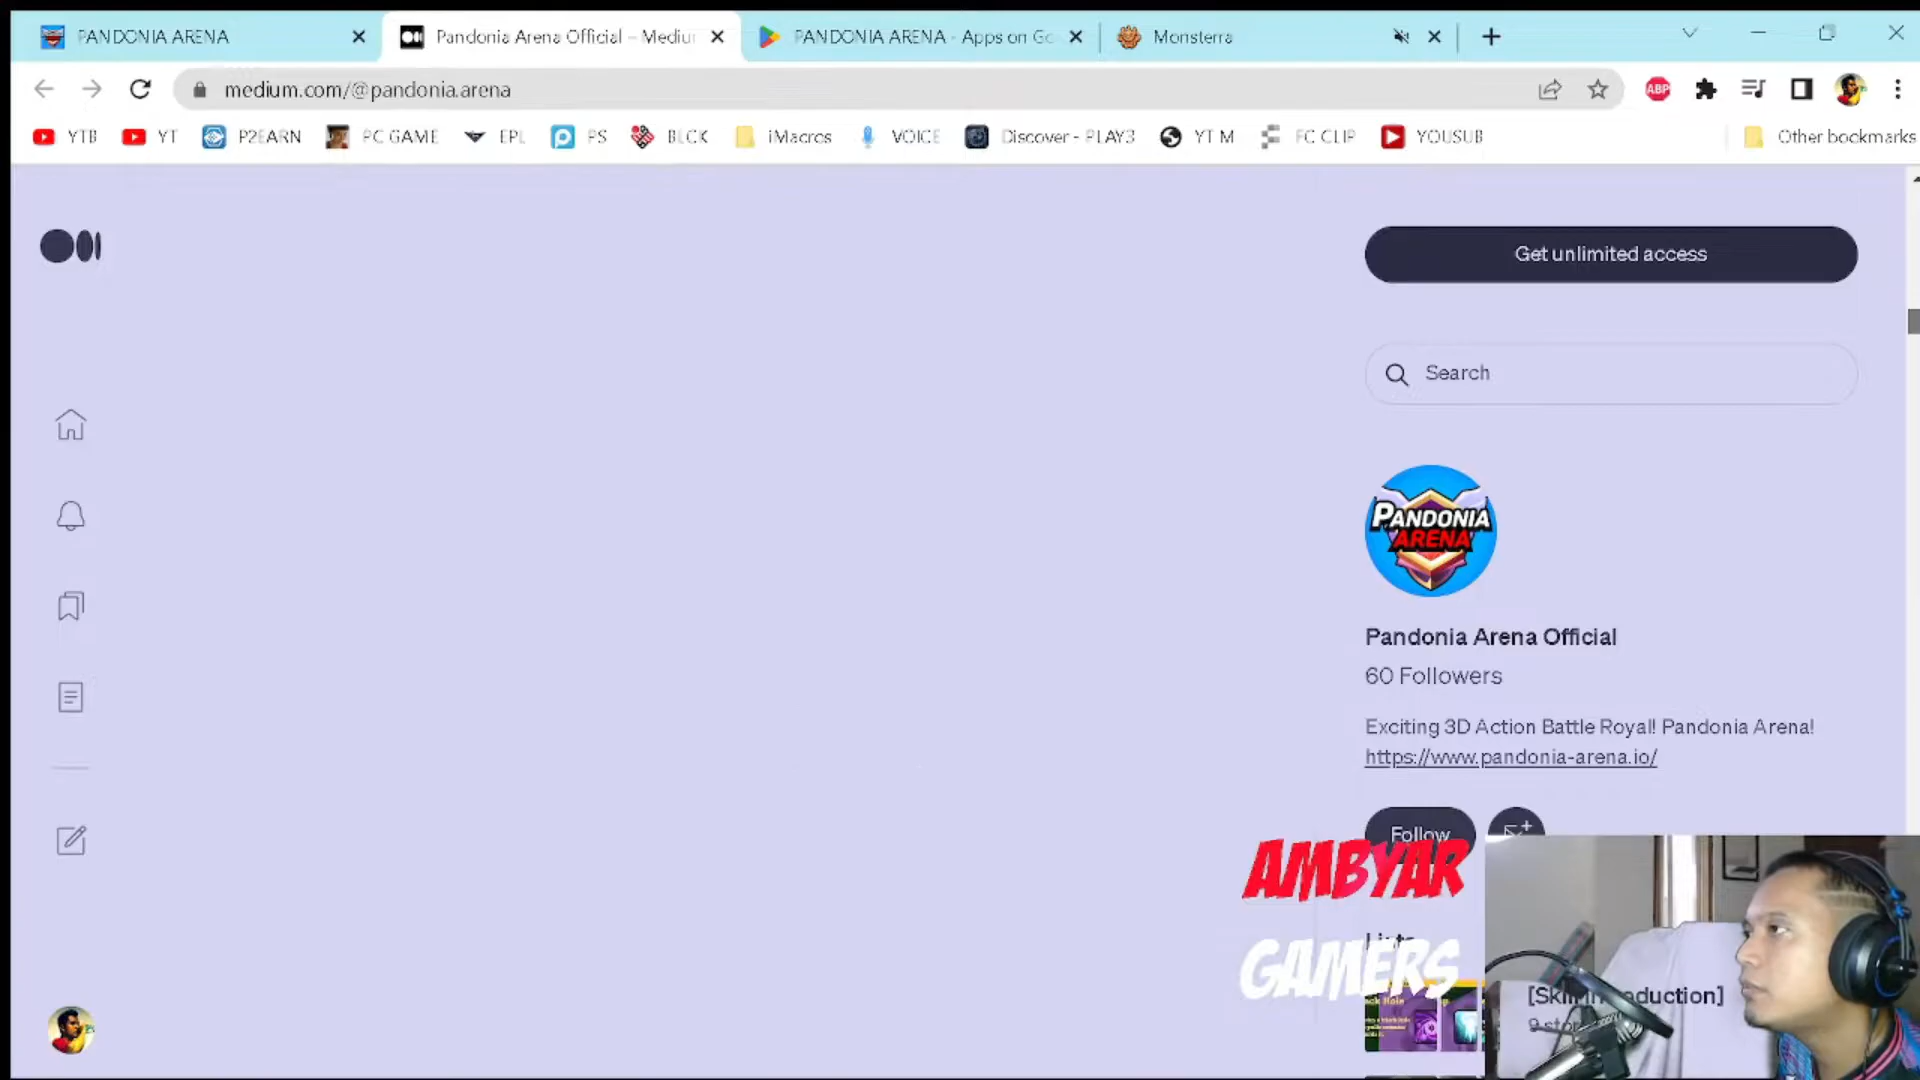 PANDONIA ARENA
Pandonia Arena Official – Mediu
PANDONIA ARENA - Apps on Go
Monsterra
medium.com/@pandonia.arena
ABP
YTB
YT
P2EARN
PC GAME
EPL
PS
BLCK
iMacros
VOICE
Discover - PLAY3
YT M
FC CLIP
YOUSUB
Other bookmarks
Get unlimited access
Search
PANDONIA
ARENA
Pandonia Arena Official
60 Followers
Exciting 3D Action Battle Royal! Pandonia Arena!
https://www.pandonia-arena.io/
Follow
AMBYAR
Lists
GAMERS